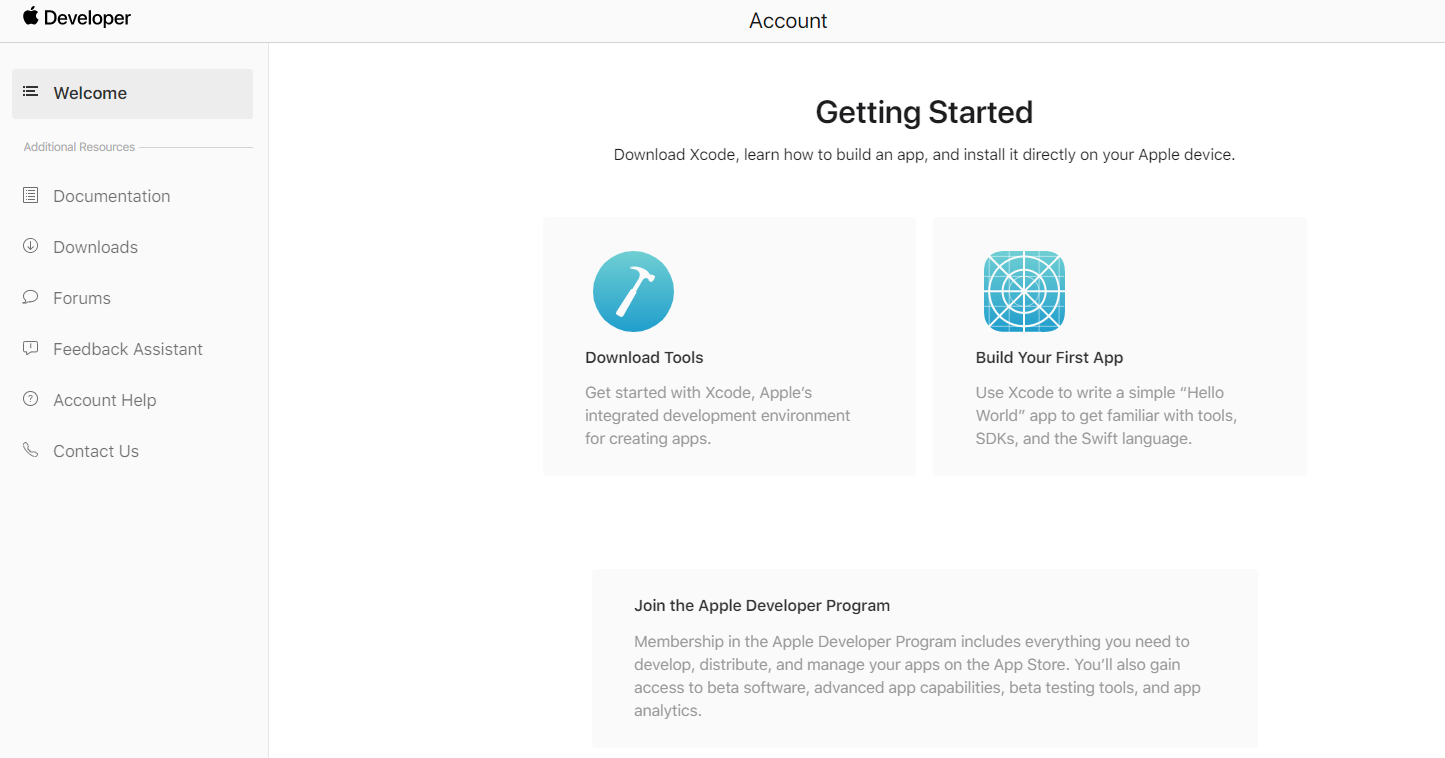 Developer
Account
Welcome
Additional Resources
Documentation
Downloads
Forums
Feedback Assistant
Account Help
Contact Us
Getting Started
Download Xcode, learn how to build an app, and install it directly on your Apple device.
Download Tools
Get started with Xcode, Apple’s
integrated development environment
for creating apps.
Build Your First App
Use Xcode to write a simple “Hello
World” app to get familiar with tools,
SDKs, and the Swift language.
Join the Apple Developer Program
Membership in the Apple Developer Program includes everything you need to
develop, distribute, and manage your apps on the App Store. You’ll also gain
access to beta software, advanced app capabilities, beta testing tools, and app
analytics.